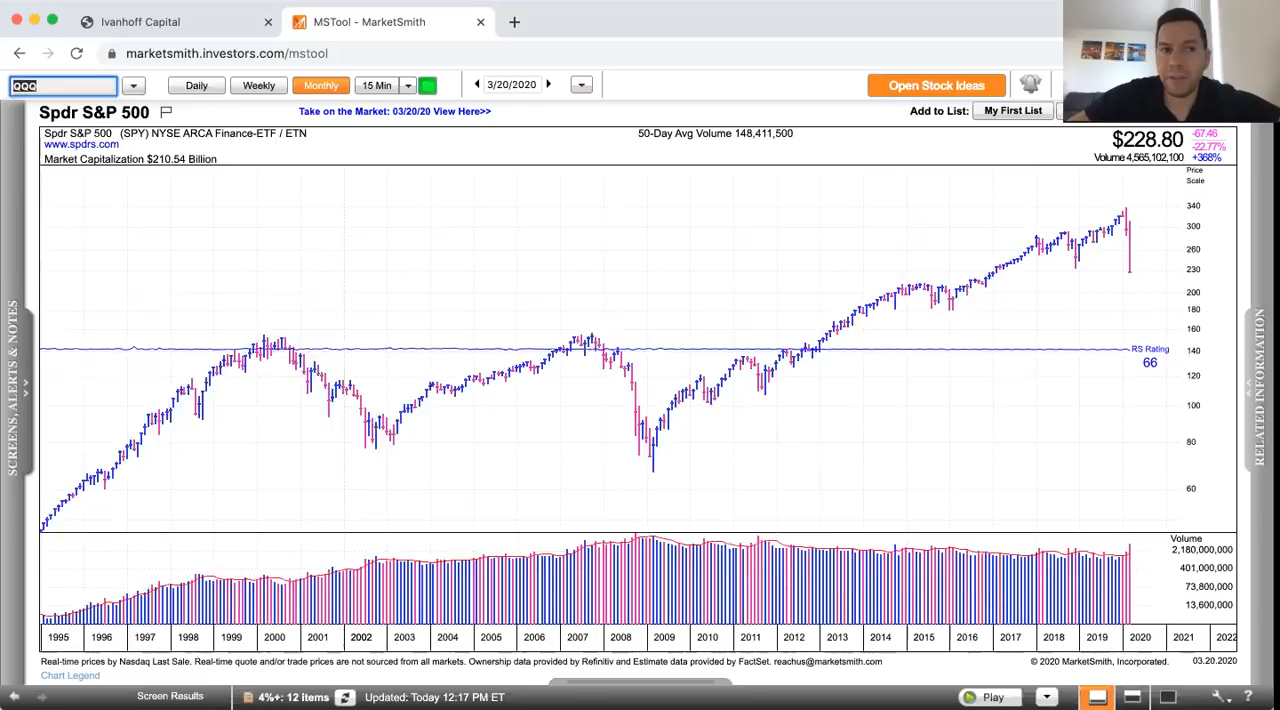 Ivanhoff Capital
MSTool - MarketSmith
marketsmith.investors.com/mstool
QQQ
Daily
Weekly
Monthly
15 Min
3/20/2020
Open Stock Ideas
Spdr S&P 500
Take on the Market: 03/20/20 View Here>>
Add to List:
My First List
Spdr S&P 500 (SPY) NYSE ARCA Finance-ETF / ETN
50-Day Avg Volume 148,411,500
$228.80
-67.46
-22.77%
www.spdrs.com
Market Capitalization $210.54 Billion
Volume 4,565,102,100
+368%
Price
Scale
340
300
260
230
200
180
160
140
120
100
80
60
RS Rating
66
SCREENS, ALERTS & NOTES
RELATED INFORMATION
Volume
2,180,000,000
401,000,000
73,800,000
13,600,000
1995 1996 1997 1998 1999 2000 2001 2002 2003 2004 2005 2006 2007 2008 2009 2010 2011 2012 2013 2014 2015 2016 2017 2018 2019 2020 2021 2022
Real-time prices by Nasdaq Last Sale. Real-time quote and/or trade prices are not sourced from all markets. Ownership data provided by Refinitiv and Estimate data provided by FactSet. reachus@marketsmith.com
© 2020 MarketSmith, Incorporated.
03.20.2020
Chart Legend
Screen Results
4%+: 12 items
Updated: Today 12:17 PM ET
Play
?